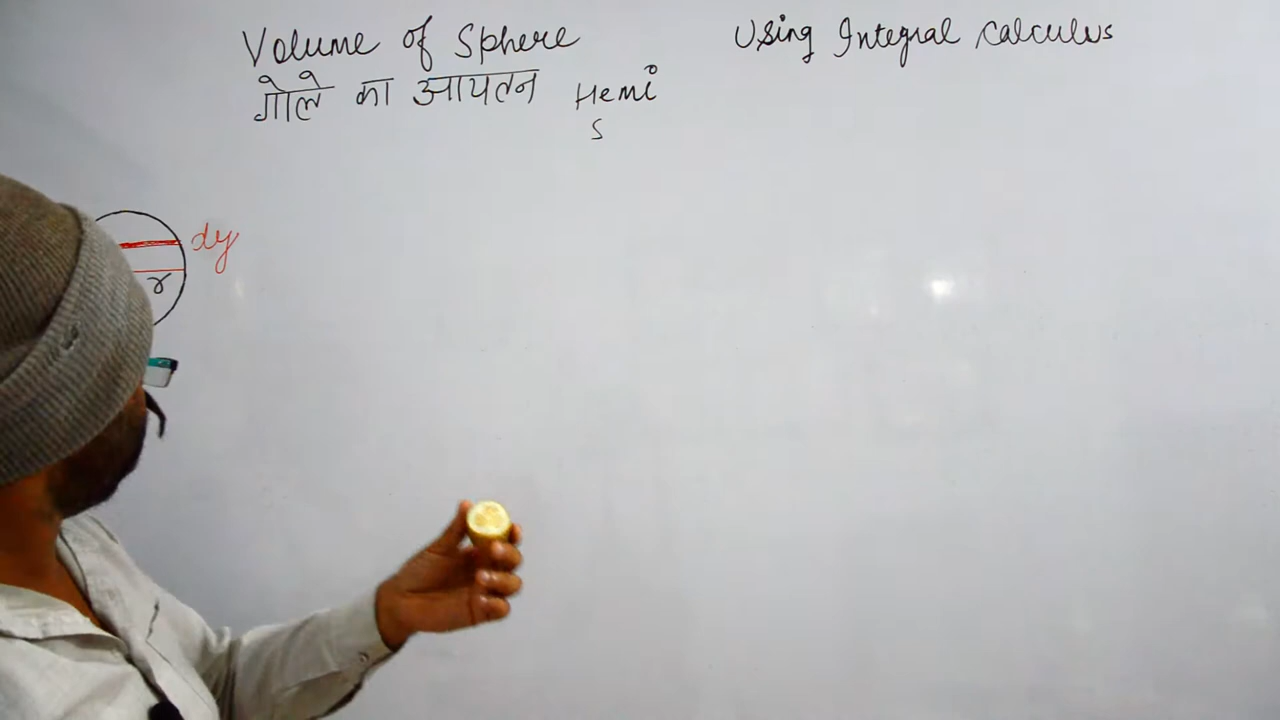 Volume of Sphere
Using Integral Calculus
गोले का आयतन
Hemi
S
dy
r